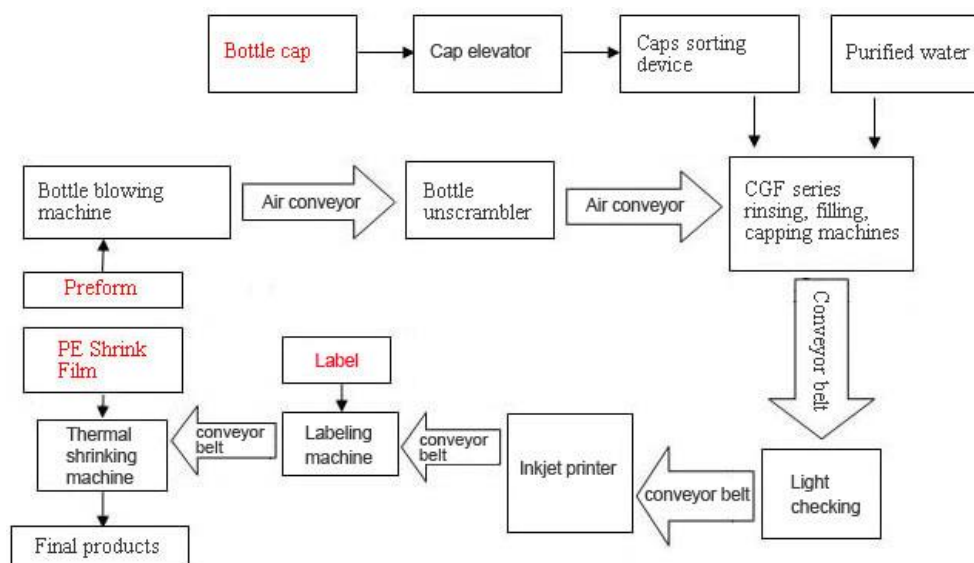 Bottle cap
Cap elevator
Caps sorting
device
Purified water
Bottle blowing
machine
Air conveyor
Bottle
unscrambler
Air conveyor
CGF series
rinsing, filling,
capping machines
Preform
Conveyor belt
PE Shrink
Film
Label
Thermal
shrinking
machine
conveyor
belt
Labeling
machine
conveyor
belt
Inkjet printer
conveyor belt
Light
checking
Final products